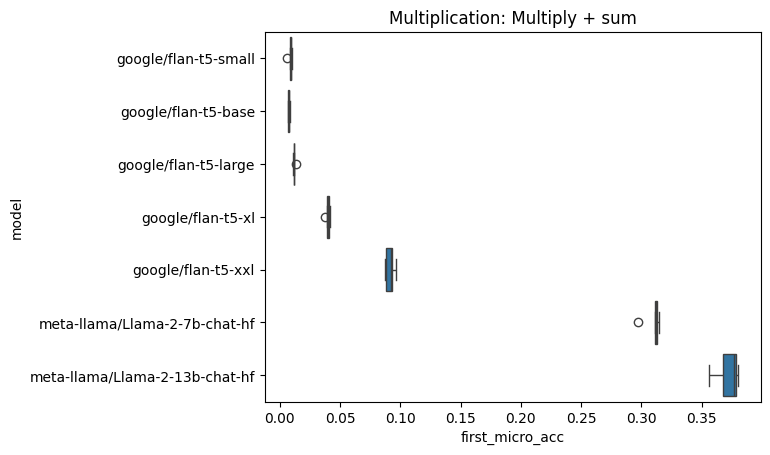 Multiplication: Multiply + sum
google/flan-t5-small
google/flan-t5-base
google/flan-t5-large
google/flan-t5-xl
google/flan-t5-xxl
meta-llama/Llama-2-7b-chat-hf
meta-llama/Llama-2-13b-chat-hf
model
0.00 0.05 0.10 0.15 0.20 0.25 0.30 0.35
first_micro_acc